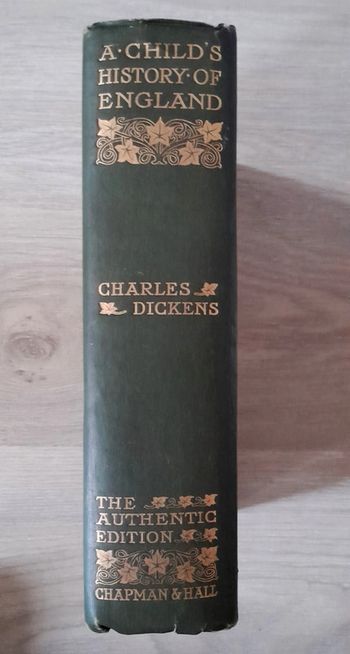 A·CHILD'S
HISTORY·OF
ENGLAND
CHARLES
DICKENS
THE
AUTHENTIC
EDITION
CHAPMAN & HALL